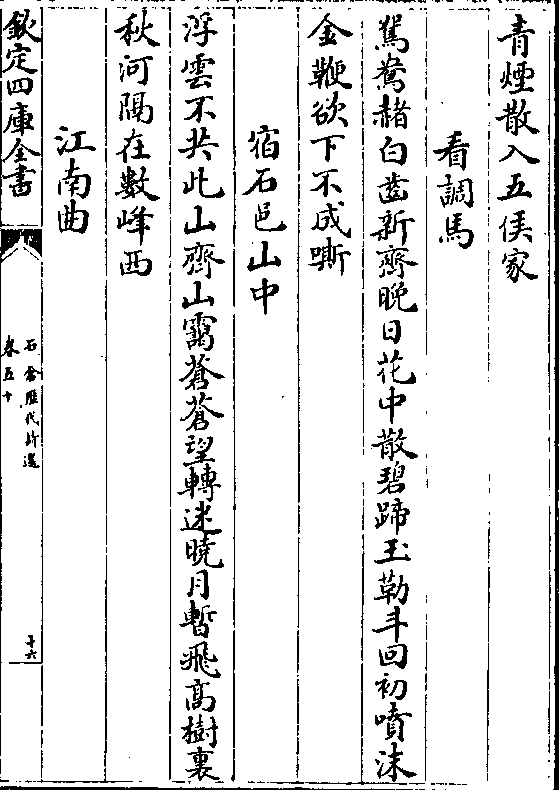 青煙散入五侯家
看調馬
鴛鴦赭白齒新齊晚日花中散碧蹄玉勒斗回初噴沫
金鞭欲下不成嘶
宿石邑山中
浮雲不共此山齊山靄蒼蒼望轉迷曉月暫飛高樹裏
秋河隔在數峰西
江南曲
欽定四庫全書
石倉歷代詩選
卷五十
十六